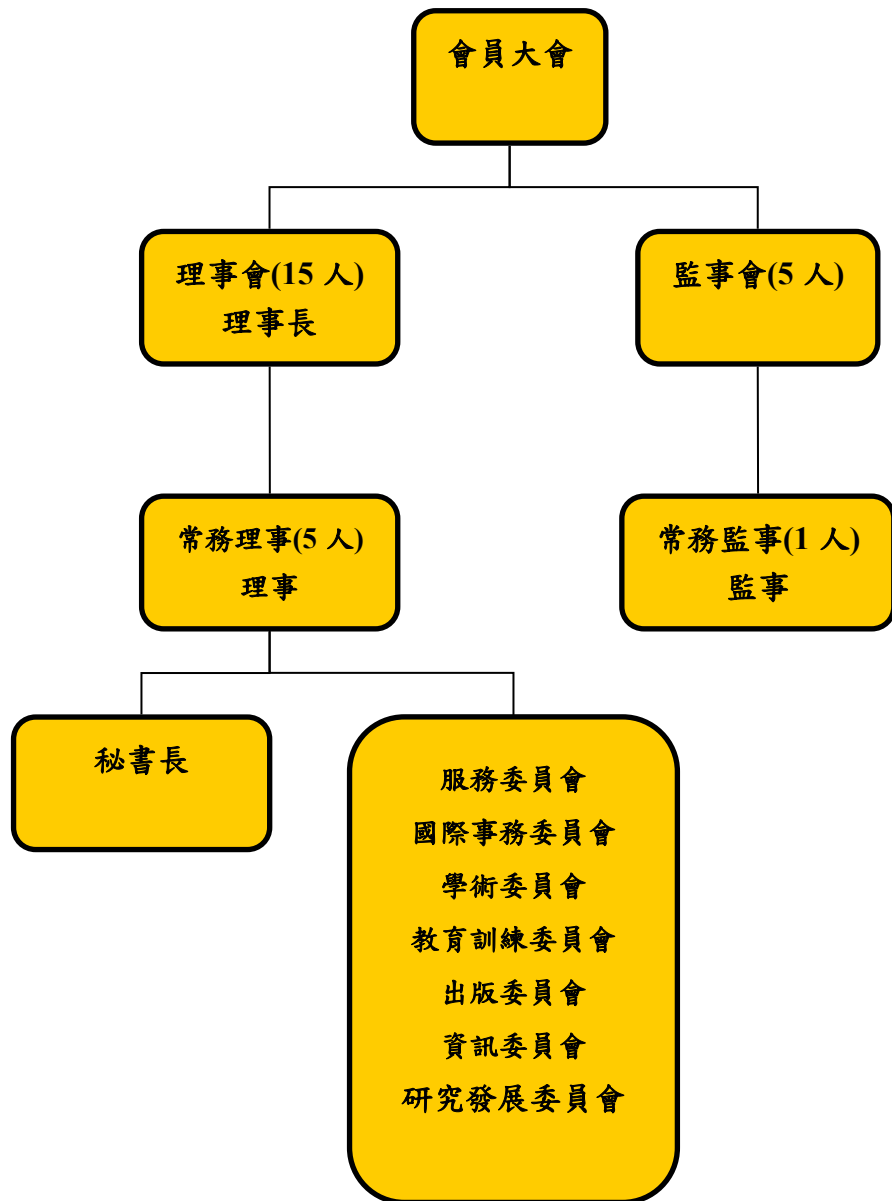 會員大會
理事會(15 人)
理事長
監事會(5 人)
常務理事(5 人)
理事
常務監事(1 人)
監事
秘書長
服務委員會
國際事務委員會
學術委員會
教育訓練委員會
出版委員會
資訊委員會
研究發展委員會